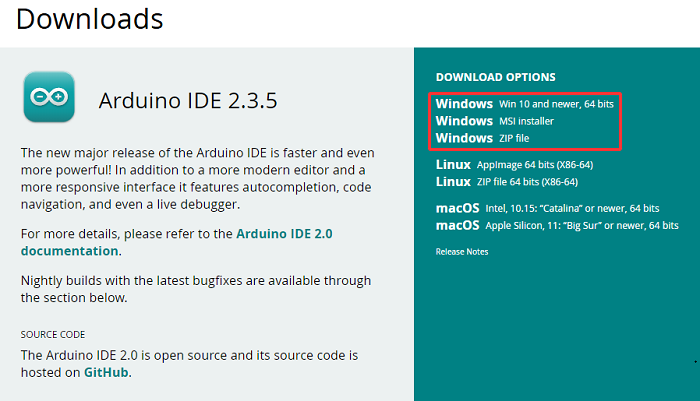 Downloads
Arduino IDE 2.3.5
The new major release of the Arduino IDE is faster and even
more powerful! In addition to a more modern editor and a
more responsive interface it features autocompletion, code
navigation, and even a live debugger.
For more details, please refer to the Arduino IDE 2.0
documentation.
Nightly builds with the latest bugfixes are available through
the section below.
SOURCE CODE
The Arduino IDE 2.0 is open source and its source code is
hosted on GitHub.
DOWNLOAD OPTIONS
Windows Win 10 and newer, 64 bits
Windows MSI installer
Windows ZIP file
Linux AppImage 64 bits (X86-64)
Linux ZIP file 64 bits (X86-64)
macOS Intel, 10.15: “Catalina” or newer, 64 bits
macOS Apple Silicon, 11: “Big Sur” or newer, 64 bits
Release Notes